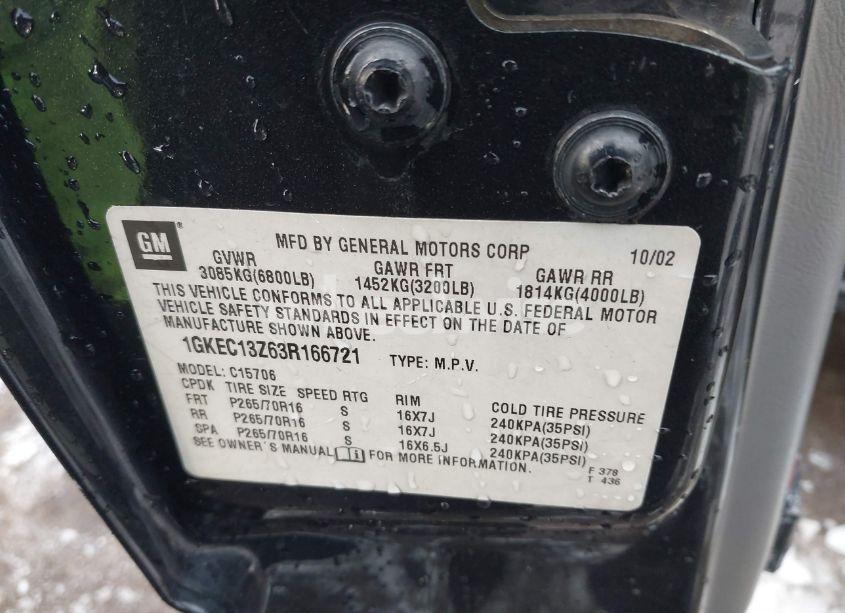 GM
MFD BY GENERAL MOTORS CORP 10/02
GVWR GAWR FRT GAWR RR
3085KG(6800LB) 1452KG(3200LB) 1814KG(4000LB)
THIS VEHICLE CONFORMS TO ALL APPLICABLE U.S. FEDERAL MOTOR
VEHICLE SAFETY STANDARDS IN EFFECT ON THE DATE OF
MANUFACTURE SHOWN ABOVE.
1GKEC13Z63R166721 TYPE: M.P.V.
MODEL: C15706
CPDK TIRE SIZE SPEED RTG RIM COLD TIRE PRESSURE
FRT P265/70R16 S 16X7J 240KPA(35PSI)
RR P265/70R16 S 16X7J 240KPA(35PSI)
SPA P265/70R16 S 16X6.5J 240KPA(35PSI)
SEE OWNER'S MANUAL FOR MORE INFORMATION.
F 378
T 436